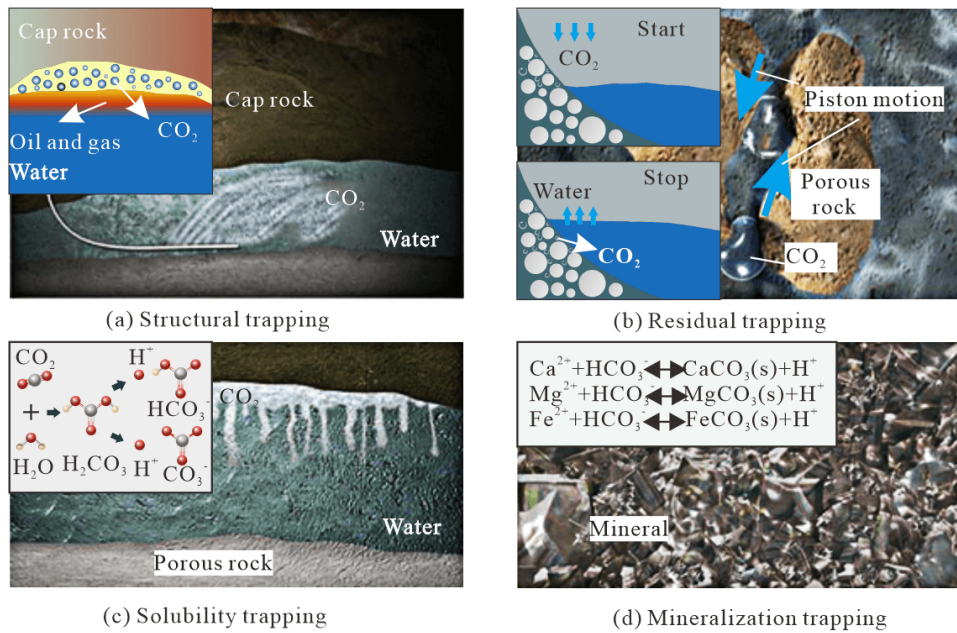 Cap rock
Cap rock
CO₂
Oil and gas
Water
CO₂
Water
(a) Structural trapping
Start
CO₂
Piston motion
Stop
Water
CO₂
Porous
rock
CO₂
(b) Residual trapping
CO₂
H⁺
HCO₃⁻
+
H₂O
H₂CO₃
H⁺
CO₃⁻
CO₂
Water
Porous rock
(c) Solubility trapping
Ca²⁺+HCO₃⁻↔CaCO₃(s)+H⁺
Mg²⁺+HCO₃⁻↔MgCO₃(s)+H⁺
Fe²⁺+HCO₃⁻↔FeCO₃(s)+H⁺
Mineral
(d) Mineralization trapping